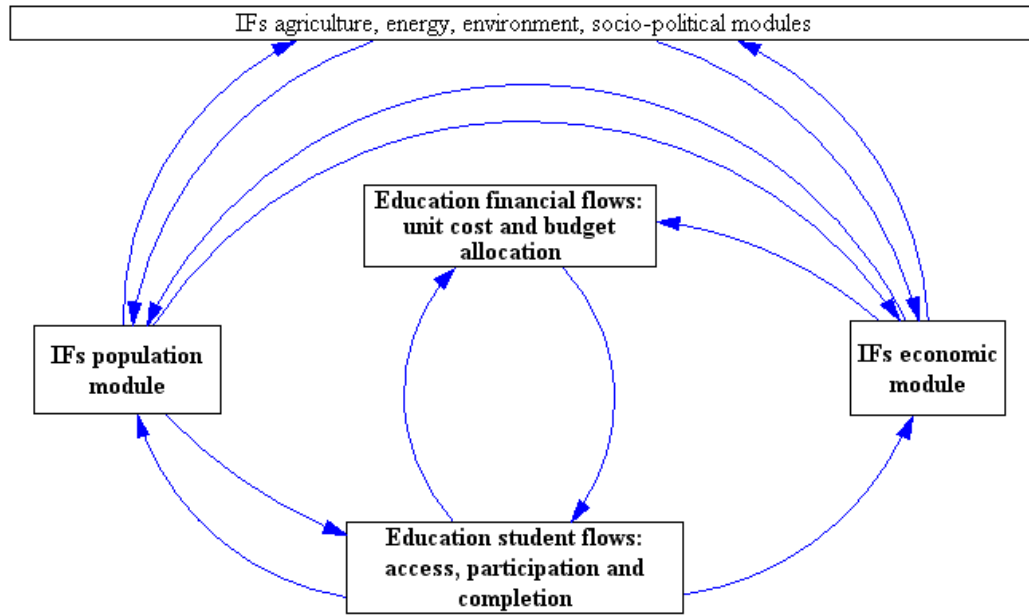 IFs agriculture, energy, environment, socio-political modules
Education financial flows:
unit cost and budget
allocation
IFs population
module
IFs economic
module
Education student flows:
access, participation and
completion